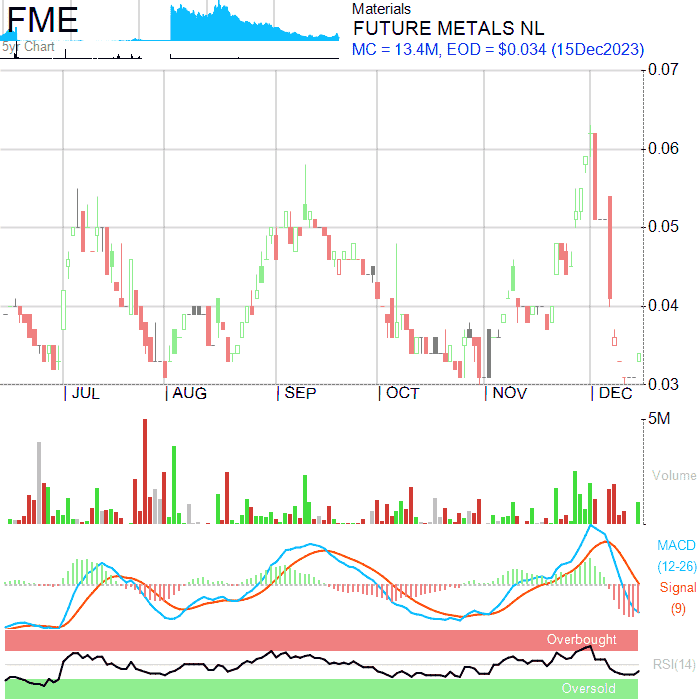 FME
5yr Chart
Materials
FUTURE METALS NL
MC = 13.4M, EOD = $0.034 (15Dec2023)
0.07
0.06
0.05
0.04
0.03
JUL AUG SEP OCT NOV DEC
5M
Volume
MACD
(12-26)
Signal
(9)
Overbought
RSI(14)
Oversold